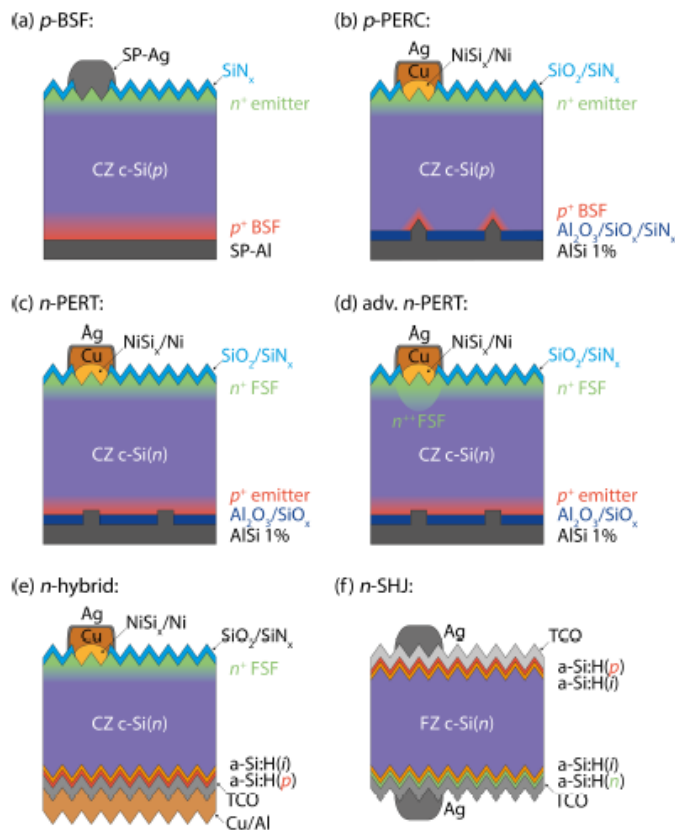 (a) p-BSF:
SP-Ag
SiNₓ
n⁺ emitter
CZ c-Si(p)
p⁺ BSF
SP-Al
(b) p-PERC:
Ag
Cu
NiSiₓ/Ni
SiO₂/SiNₓ
n⁺ emitter
CZ c-Si(p)
p⁺ BSF
Al₂O₃/SiOₓ/SiNₓ
AlSi 1%
(c) n-PERT:
Ag
Cu
NiSiₓ/Ni
SiO₂/SiNₓ
n⁺ FSF
CZ c-Si(n)
p⁺ emitter
Al₂O₃/SiOₓ
AlSi 1%
(d) adv. n-PERT:
Ag
Cu
NiSiₓ/Ni
SiO₂/SiNₓ
n⁺ FSF
n⁺⁺FSF
CZ c-Si(n)
p⁺ emitter
Al₂O₃/SiOₓ
AlSi 1%
(e) n-hybrid:
Ag
Cu
NiSiₓ/Ni
SiO₂/SiNₓ
n⁺ FSF
CZ c-Si(n)
a-Si:H(i)
a-Si:H(p)
TCO
Cu/Al
(f) n-SHJ:
Ag
TCO
a-Si:H(p)
a-Si:H(i)
FZ c-Si(n)
a-Si:H(i)
a-Si:H(n)
TCO
Ag